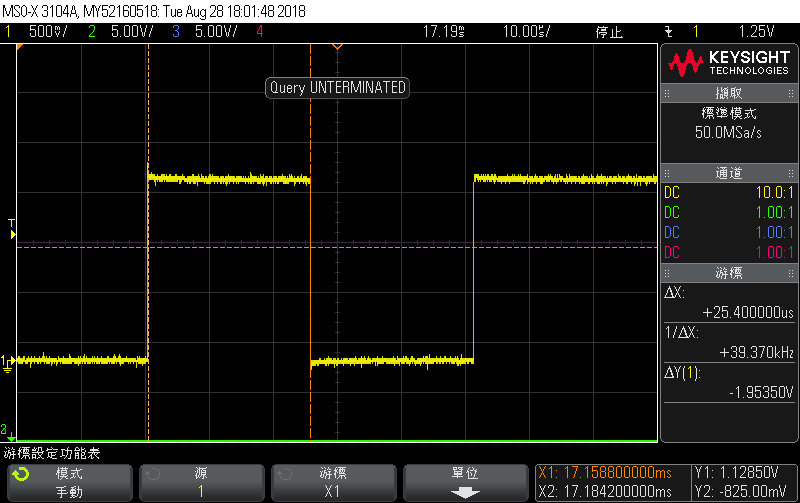 MSO-X 3104A, MY52160518: Tue Aug 28 18:01:48 2018
1 500mV/ 2 5.00V/ 3 5.00V/ 4 17.19ms 10.00us/ 停止 1 1.25V
Query UNTERMINATED
KEYSIGHT
TECHNOLOGIES
擷取
標準模式
50.0MSa/s
通道
DC 10.0:1
DC 1.00:1
DC 1.00:1
DC 1.00:1
游標
ΔX:
+25.400000us
1/ΔX:
+39.370kHz
ΔY(1):
-1.95350V
T
1
2
游標設定功能表
模式
手動
源
1
游標
X1
單位
X1: 17.158800000ms
X2: 17.184200000ms
Y1: 1.12850V
Y2: -825.00mV